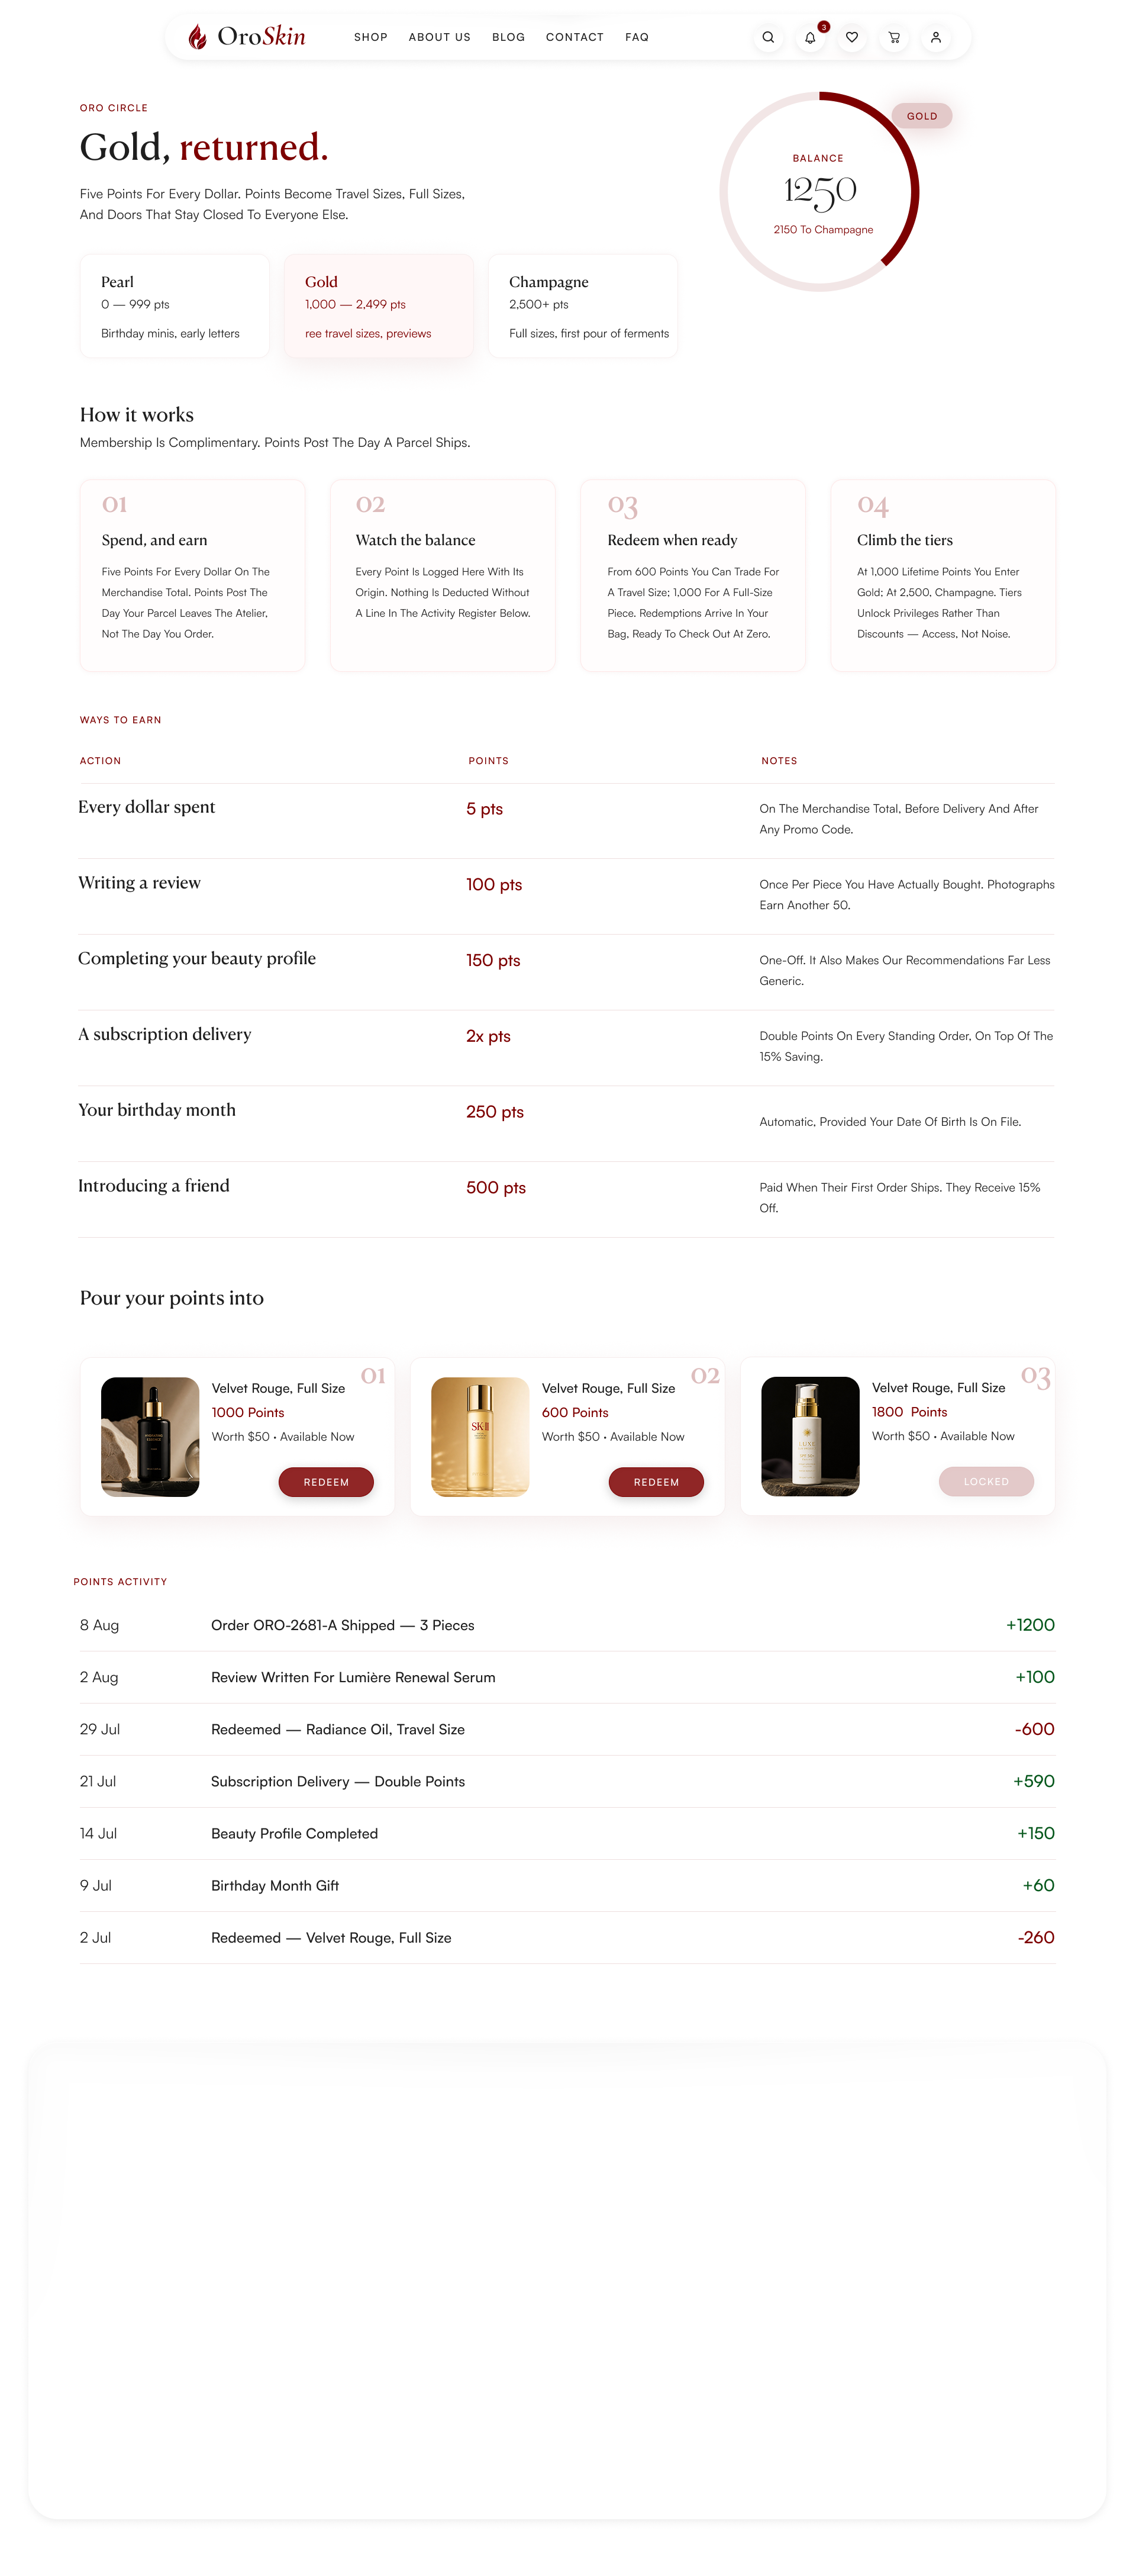 OroSkin
SHOP
ABOUT US
BLOG
CONTACT
FAQ
3
ORO CIRCLE
Gold, returned.
Five Points For Every Dollar. Points Become Travel Sizes, Full Sizes,
And Doors That Stay Closed To Everyone Else.
GOLD
BALANCE
1250
2150 To Champagne
Pearl
0 — 999 pts
Birthday minis, early letters
Gold
1,000 — 2,499 pts
ree travel sizes, previews
Champagne
2,500+ pts
Full sizes, first pour of ferments
How it works
Membership Is Complimentary. Points Post The Day A Parcel Ships.
01
Spend, and earn
Five Points For Every Dollar On The
Merchandise Total. Points Post The
Day Your Parcel Leaves The Atelier,
Not The Day You Order.
02
Watch the balance
Every Point Is Logged Here With Its
Origin. Nothing Is Deducted Without
A Line In The Activity Register Below.
03
Redeem when ready
From 600 Points You Can Trade For
A Travel Size; 1,000 For A Full-Size
Piece. Redemptions Arrive In Your
Bag, Ready To Check Out At Zero.
04
Climb the tiers
At 1,000 Lifetime Points You Enter
Gold; At 2,500, Champagne. Tiers
Unlock Privileges Rather Than
Discounts — Access, Not Noise.
WAYS TO EARN
ACTION
POINTS
NOTES
Every dollar spent
5 pts
On The Merchandise Total, Before Delivery And After
Any Promo Code.
Writing a review
100 pts
Once Per Piece You Have Actually Bought. Photographs
Earn Another 50.
Completing your beauty profile
150 pts
One-Off. It Also Makes Our Recommendations Far Less
Generic.
A subscription delivery
2x pts
Double Points On Every Standing Order, On Top Of The
15% Saving.
Your birthday month
250 pts
Automatic, Provided Your Date Of Birth Is On File.
Introducing a friend
500 pts
Paid When Their First Order Ships. They Receive 15%
Off.
Pour your points into
01
Velvet Rouge, Full Size
1000 Points
Worth $50 · Available Now
REDEEM
02
SK-II
Velvet Rouge, Full Size
600 Points
Worth $50 · Available Now
REDEEM
03
LUXE
Velvet Rouge, Full Size
1800 Points
Worth $50 · Available Now
LOCKED
POINTS ACTIVITY
8 Aug
Order ORO-2681-A Shipped — 3 Pieces
+1200
2 Aug
Review Written For Lumière Renewal Serum
+100
29 Jul
Redeemed — Radiance Oil, Travel Size
-600
21 Jul
Subscription Delivery — Double Points
+590
14 Jul
Beauty Profile Completed
+150
9 Jul
Birthday Month Gift
+60
2 Jul
Redeemed — Velvet Rouge, Full Size
-260